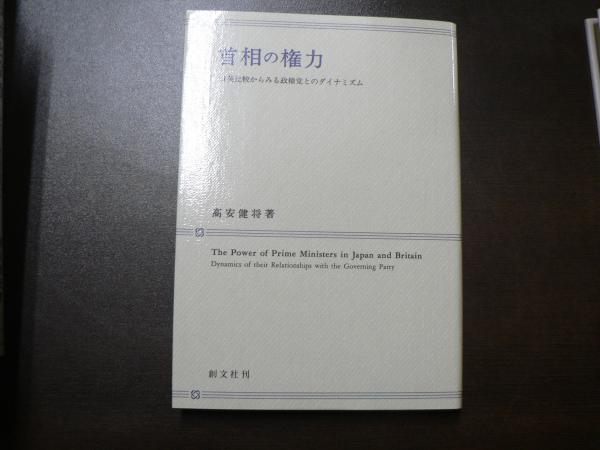 首相の権力
日英比較からみる政権党とのダイナミズム
高安健将著
The Power of Prime Ministers in Japan and Britain
Dynamics of their Relationships with the Governing Party
創文社刊